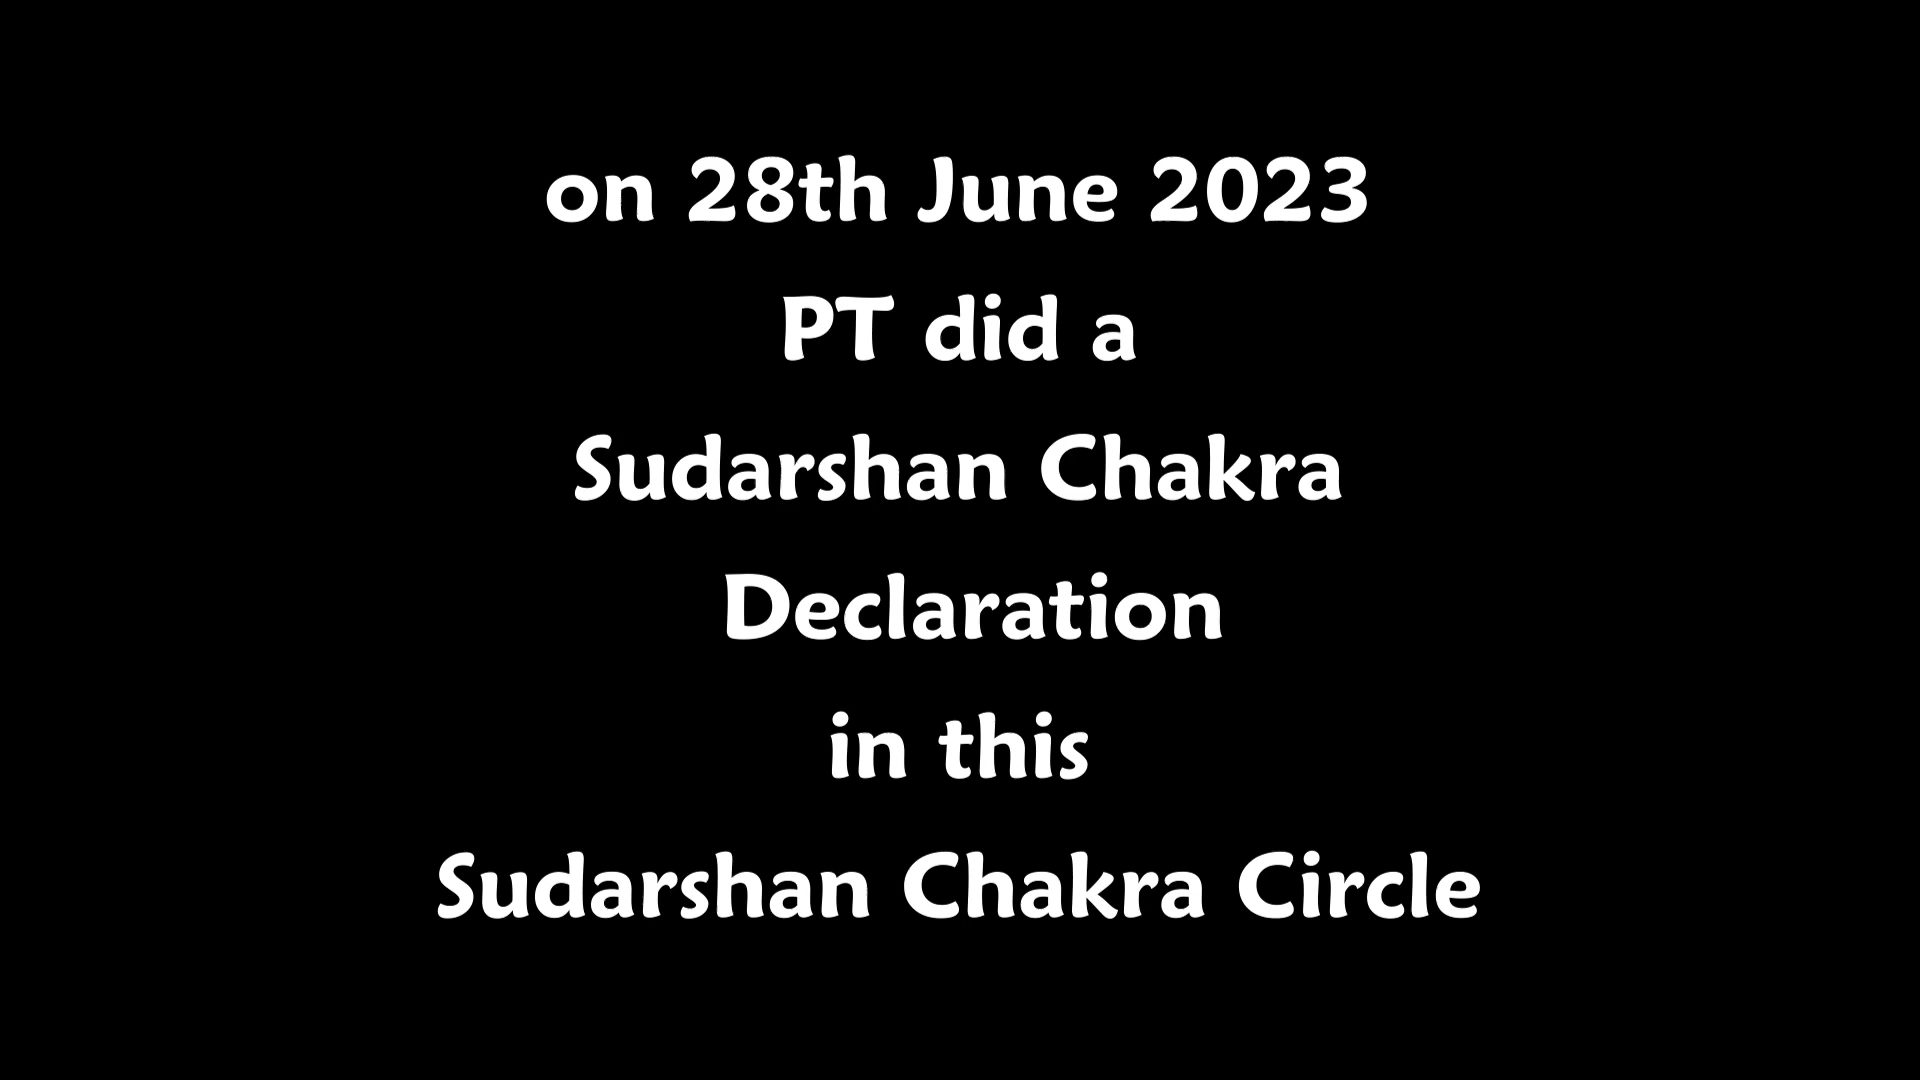 on 28th June 2023
PT did a
Sudarshan Chakra
Declaration
in this
Sudarshan Chakra Circle